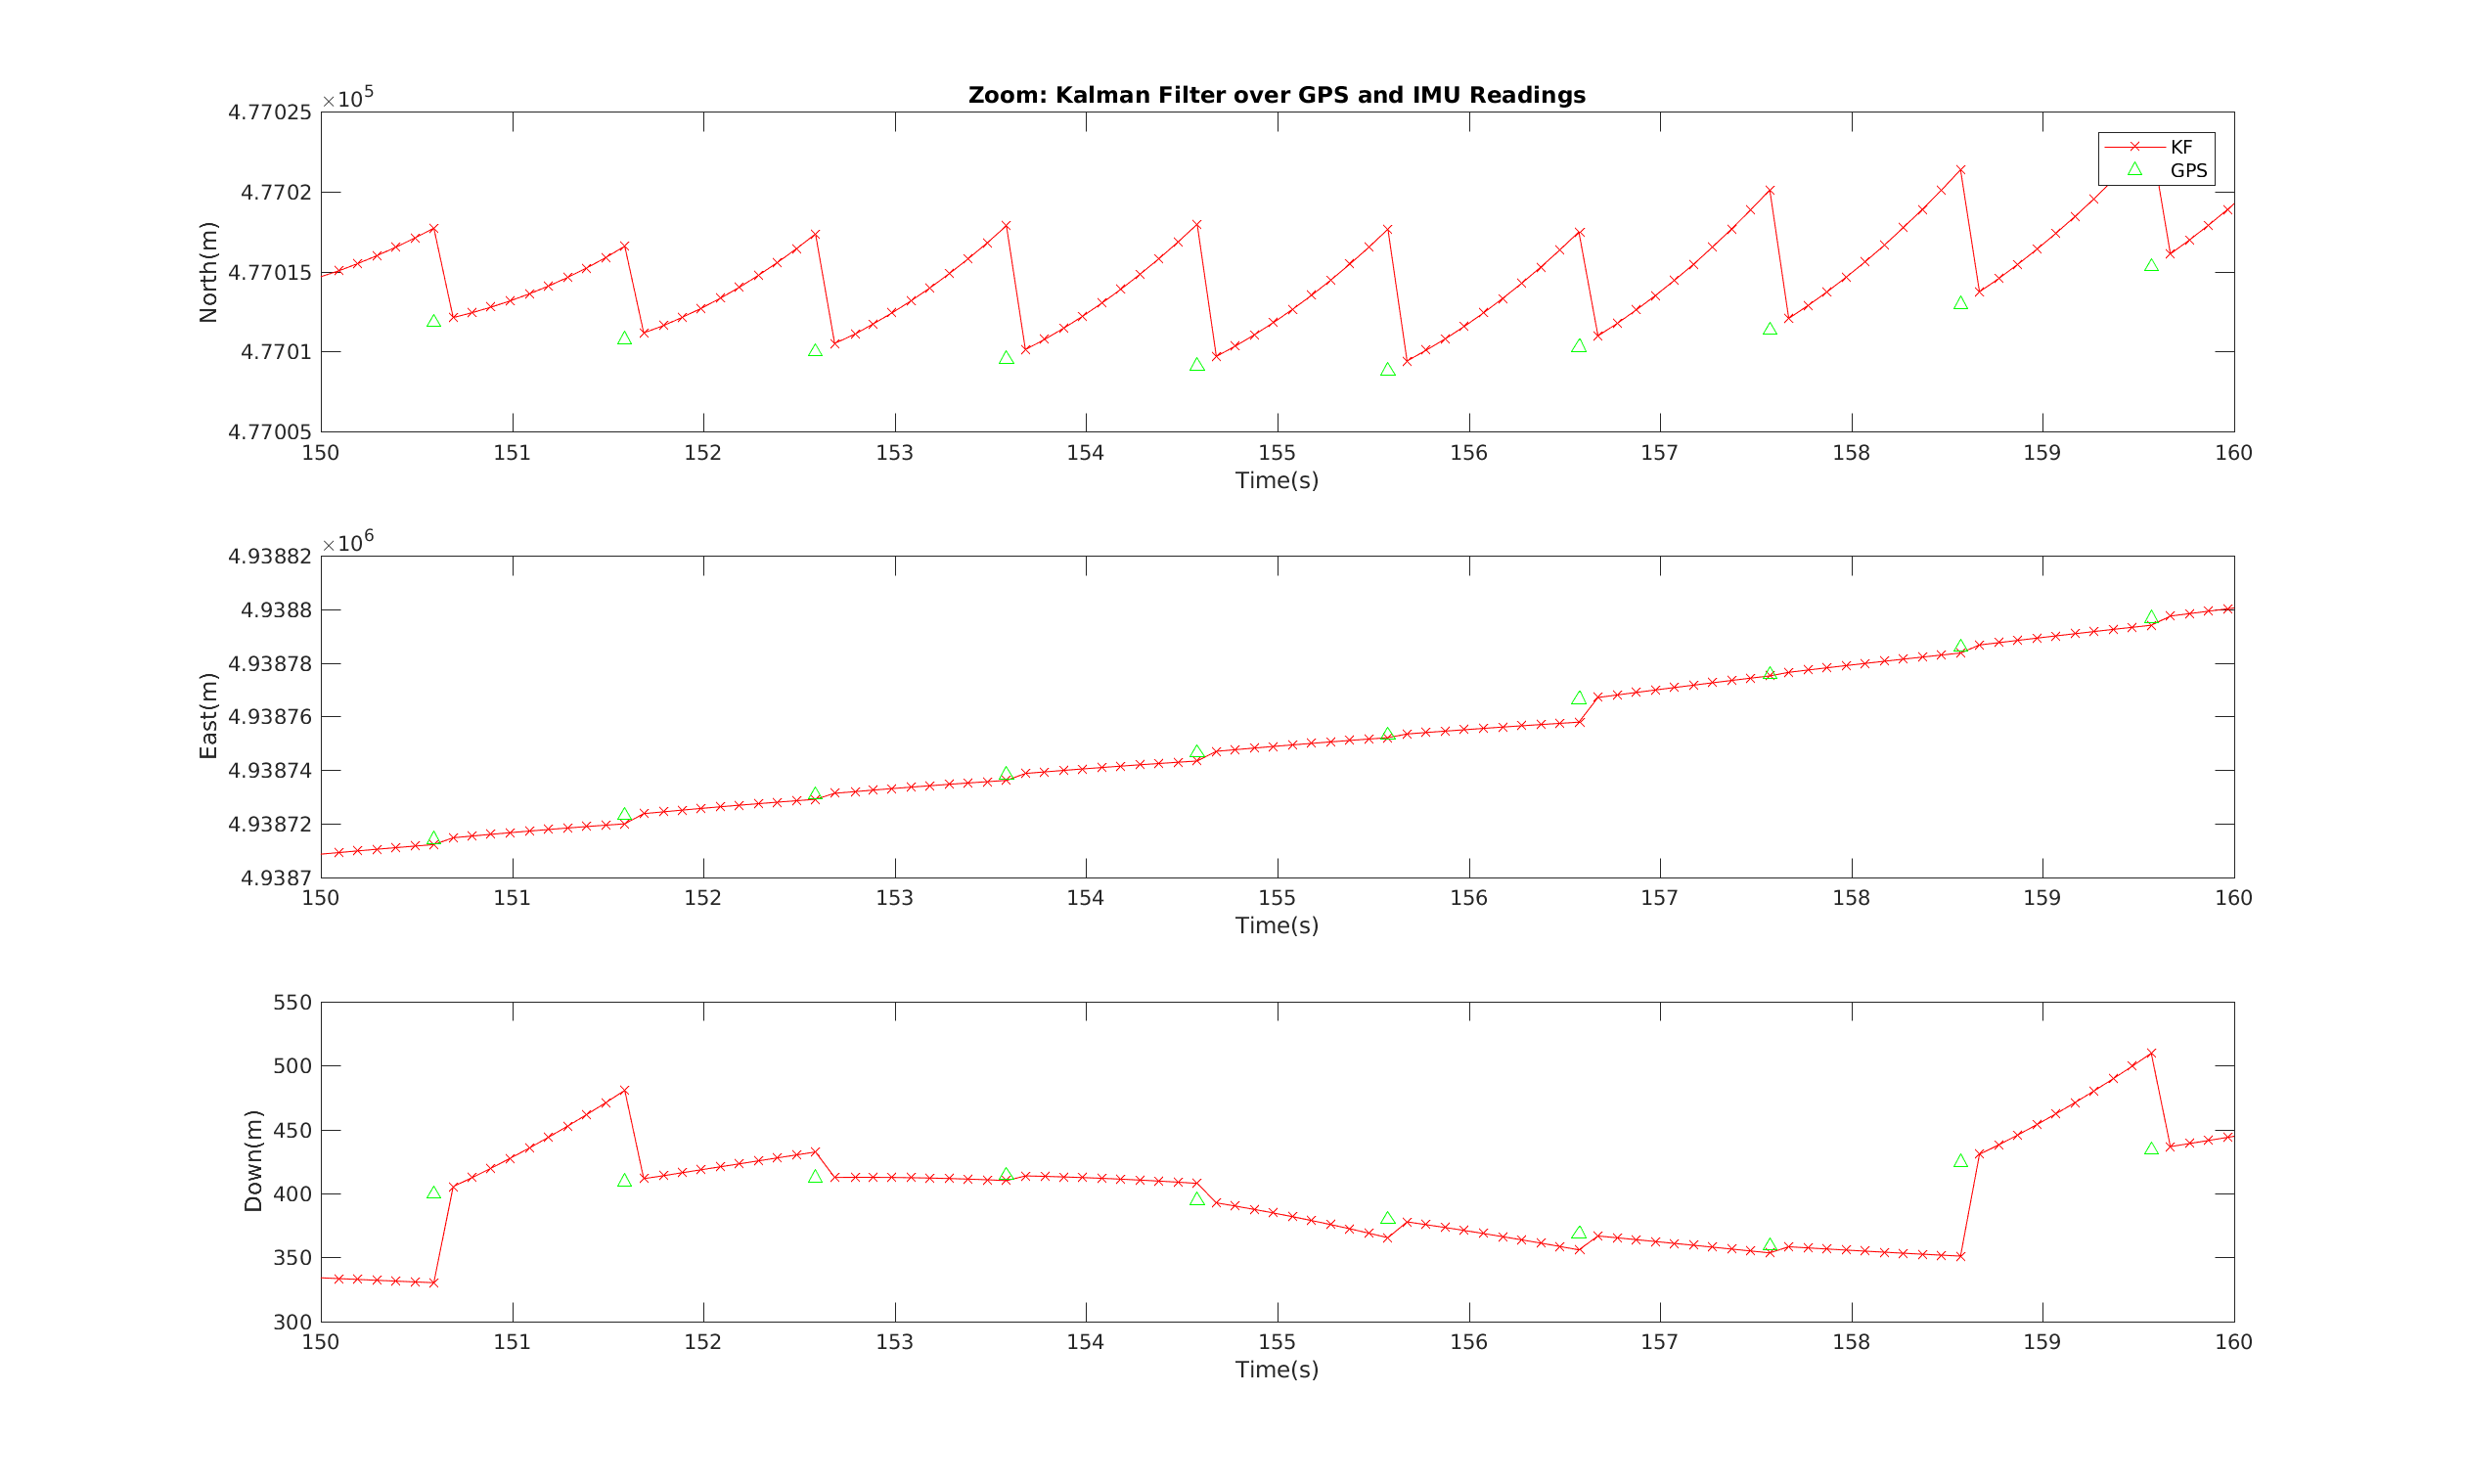 Zoom: Kalman Filter over GPS and IMU Readings
×10⁵
4.77025
4.7702
4.77015
4.7701
4.77005
North(m)
KF
GPS
150 151 152 153 154 155 156 157 158 159 160
Time(s)
×10⁶
4.93882
4.9388
4.93878
4.93876
4.93874
4.93872
4.9387
East(m)
150 151 152 153 154 155 156 157 158 159 160
Time(s)
550
500
450
400
350
300
Down(m)
150 151 152 153 154 155 156 157 158 159 160
Time(s)